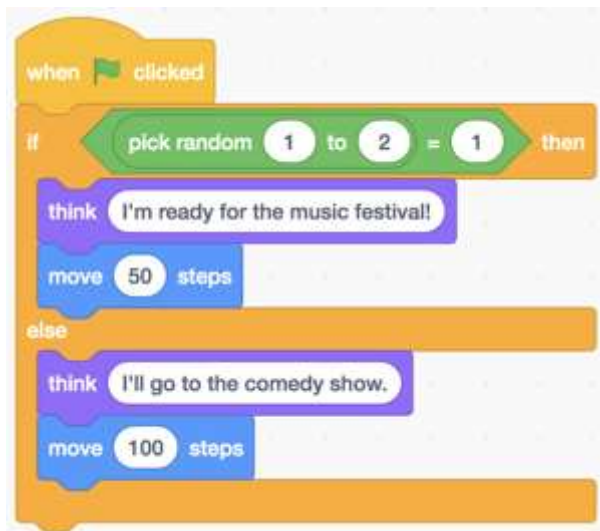 when clicked
if pick random 1 to 2 = 1 then
think I'm ready for the music festival!
move 50 steps
else
think I'll go to the comedy show.
move 100 steps